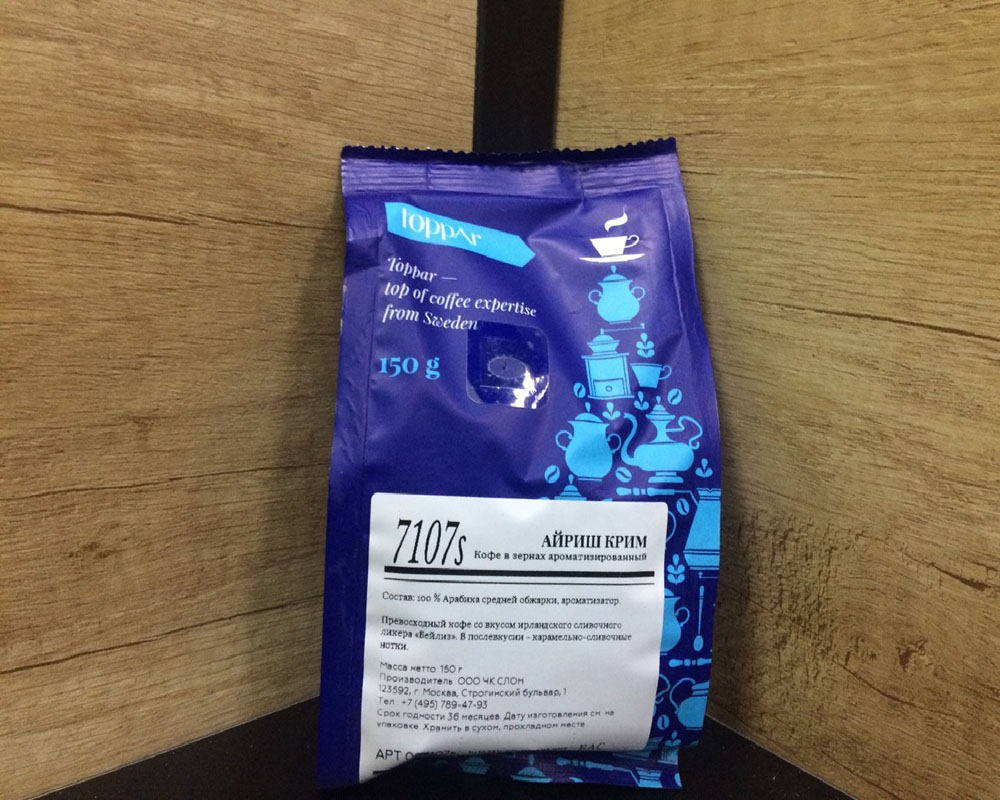 toppar
Toppar —
top of coffee expertise
from Sweden
150 g
7107s
АЙРИШ КРИМ
Кофе в зернах ароматизированный
Состав: 100 % Арабика средней обжарки, ароматизатор.
Превосходный кофе со вкусом ирландского сливочного
ликера «Бейлиз». В послевкусии – карамельно-сливочные
нотки.
Масса нетто 150 г
Производитель ООО ЧК СЛОН
123592, г. Москва, Строгинский бульвар, 1
Тел. +7 (495) 789-47-93
Срок годности 36 месяцев. Дату изготовления см. на
упаковке. Хранить в сухом, прохладном месте.
АРТ